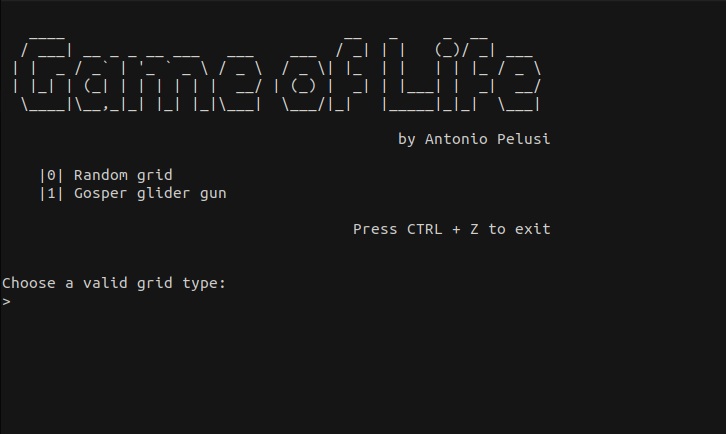 Game of Life
by Antonio Pelusi
|0| Random grid
|1| Gosper glider gun
Press CTRL + Z to exit
Choose a valid grid type:
>